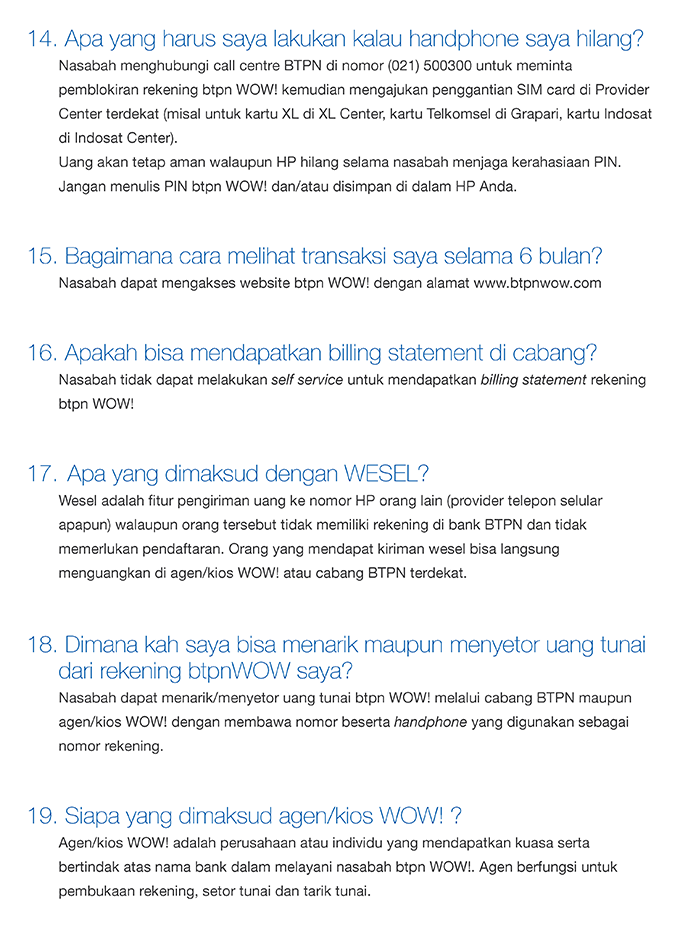 14. Apa yang harus saya lakukan kalau handphone saya hilang?
Nasabah menghubungi call centre BTPN di nomor (021) 500300 untuk meminta
pemblokiran rekening btpn WOW! kemudian mengajukan penggantian SIM card di Provider
Center terdekat (misal untuk kartu XL di XL Center, kartu Telkomsel di Grapari, kartu Indosat
di Indosat Center).
Uang akan tetap aman walaupun HP hilang selama nasabah menjaga kerahasiaan PIN.
Jangan menulis PIN btpn WOW! dan/atau disimpan di dalam HP Anda.
15. Bagaimana cara melihat transaksi saya selama 6 bulan?
Nasabah dapat mengakses website btpn WOW! dengan alamat www.btpnwow.com
16. Apakah bisa mendapatkan billing statement di cabang?
Nasabah tidak dapat melakukan self service untuk mendapatkan billing statement rekening
btpn WOW!
17. Apa yang dimaksud dengan WESEL?
Wesel adalah fitur pengiriman uang ke nomor HP orang lain (provider telepon selular
apapun) walaupun orang tersebut tidak memiliki rekening di bank BTPN dan tidak
memerlukan pendaftaran. Orang yang mendapat kiriman wesel bisa langsung
menguangkan di agen/kios WOW! atau cabang BTPN terdekat.
18. Dimana kah saya bisa menarik maupun menyetor uang tunai
dari rekening btpnWOW saya?
Nasabah dapat menarik/menyetor uang tunai btpn WOW! melalui cabang BTPN maupun
agen/kios WOW! dengan membawa nomor beserta handphone yang digunakan sebagai
nomor rekening.
19. Siapa yang dimaksud agen/kios WOW! ?
Agen/kios WOW! adalah perusahaan atau individu yang mendapatkan kuasa serta
bertindak atas nama bank dalam melayani nasabah btpn WOW!. Agen berfungsi untuk
pembukaan rekening, setor tunai dan tarik tunai.